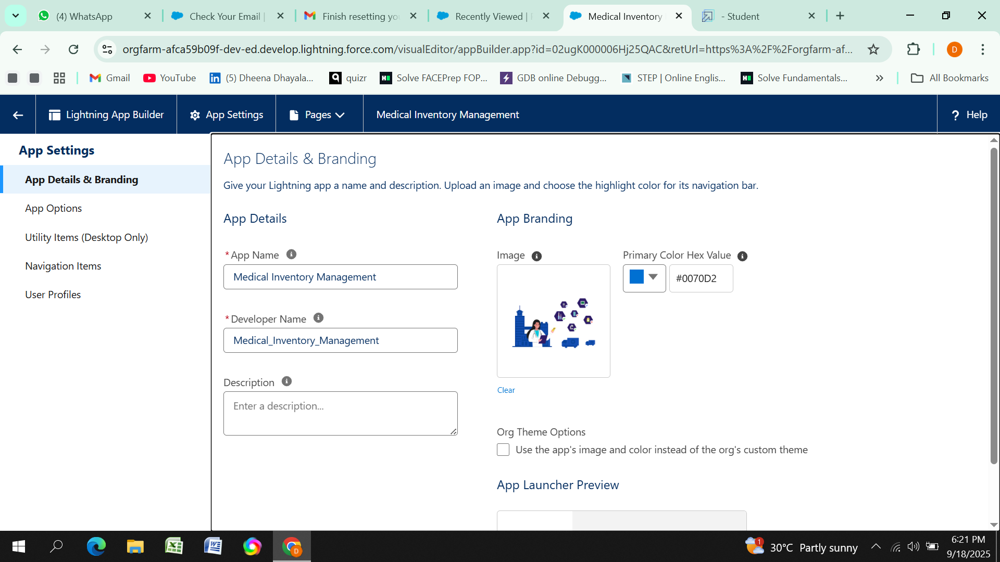 (4) WhatsApp
Check Your Email |
Finish resetting yo
Recently Viewed |
Medical Inventory
- Student
orgfarm-afca59b09f-dev-ed.develop.lightning.force.com/visualEditor/appBuilder.app?id=02ugK000006Hj25QAC&retUrl=https%3A%2F%2Forgfarm-af...
D
Gmail
YouTube
(5) Dheena Dhayala...
quizr
Solve FACEPrep FOP...
GDB online Debugg...
STEP | Online Englis...
Solve Fundamentals...
All Bookmarks
Lightning App Builder
App Settings
Pages
Medical Inventory Management
? Help
App Settings
App Details & Branding
App Options
Utility Items (Desktop Only)
Navigation Items
User Profiles
App Details & Branding
Give your Lightning app a name and description. Upload an image and choose the highlight color for its navigation bar.
App Details
*App Name
Medical Inventory Management
*Developer Name
Medical_Inventory_Management
Description
Enter a description...
App Branding
Image
Primary Color Hex Value
#0070D2
Clear
Org Theme Options
Use the app's image and color instead of the org's custom theme
App Launcher Preview
1
30°C Partly sunny
6:21 PM
9/18/2025